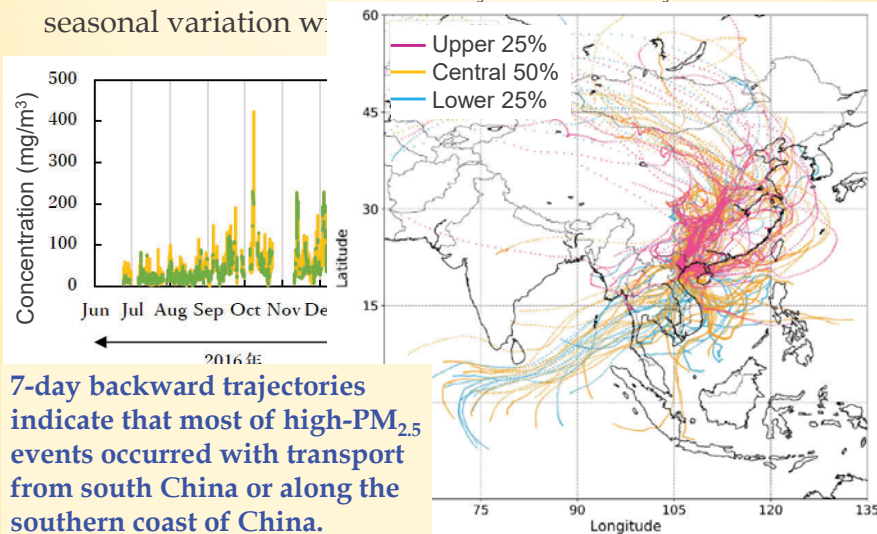 seasonal variation wi
Upper 25%
Central 50%
Lower 25%
Concentration (mg/m³)
500
400
300
200
100
0
Jun Jul Aug Sep Oct Nov De
2016年
Latitude
60
45
30
15
75 90 105 120 135
Longitude
7-day backward trajectories
indicate that most of high-PM2.5
events occurred with transport
from south China or along the
southern coast of China.